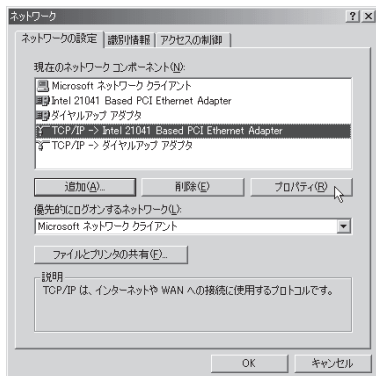 ネットワーク
ネットワークの設定 識別情報 アクセスの制御
現在のネットワーク コンポーネント(N):
Microsoft ネットワーク クライアント
Intel 21041 Based PCI Ethernet Adapter
ダイヤルアップ アダプタ
TCP/IP -> Intel 21041 Based PCI Ethernet Adapter
TCP/IP -> ダイヤルアップ アダプタ
追加(A)... 削除(E) プロパティ(R)
優先的にログオンするネットワーク(L):
Microsoft ネットワーク クライアント
ファイルとプリンタの共有(F)...
説明
TCP/IP は、インターネットや WAN への接続に使用するプロトコルです。
OK キャンセル